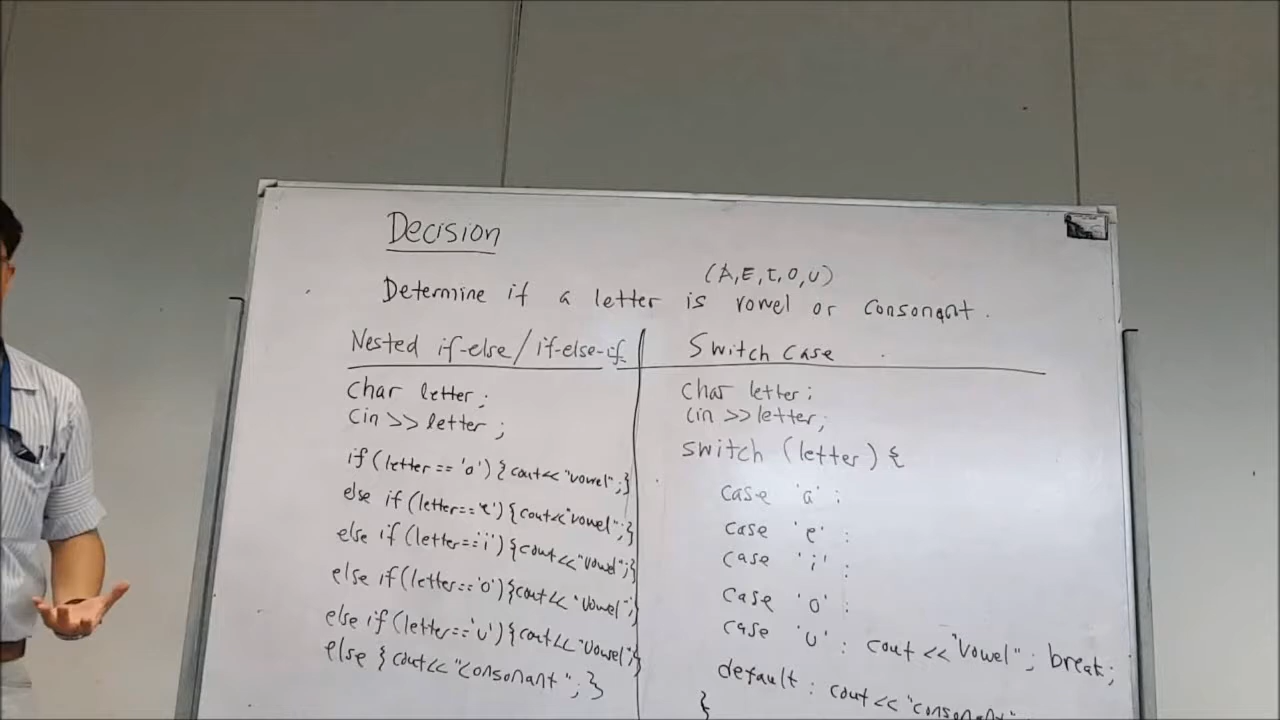 Decision
(A, E, I, O, U)
Determine if a letter is vowel or consonant.
Nested if-else / if-else-if
char letter;
cin >> letter;
if (letter == 'a') { cout << "vowel"; }
else if (letter == 'e') { cout << "vowel"; }
else if (letter == 'i') { cout << "vowel"; }
else if (letter == 'o') { cout << "vowel"; }
else if (letter == 'u') { cout << "vowel"; }
else { cout << "consonant"; }
Switch case
char letter;
cin >> letter;
switch (letter) {
case 'a' :
case 'e' :
case 'i' :
case 'o' :
case 'u' : cout << "vowel"; break;
default : cout << "consonant"
}